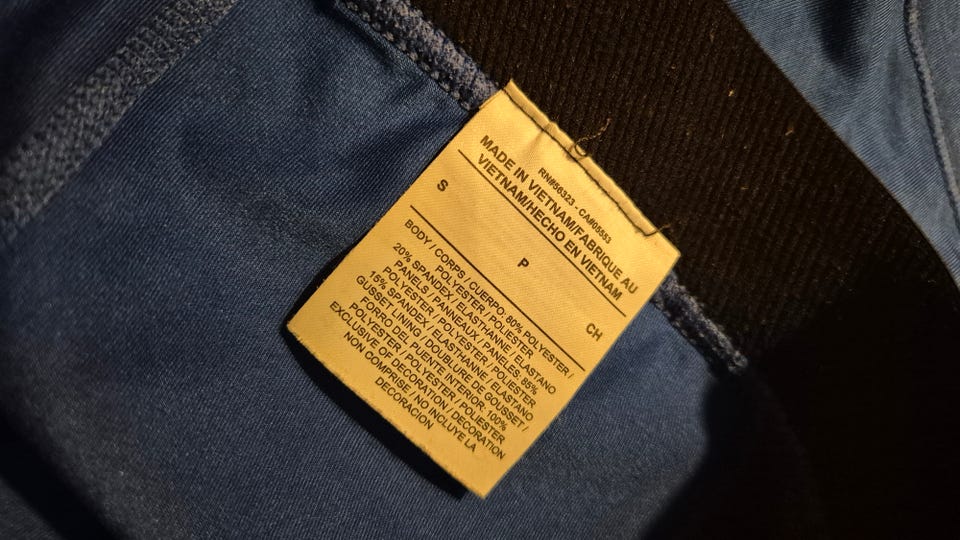 RN#56323 - CA#05553
MADE IN VIETNAM/FABRIQUE AU
VIETNAM/HECHO EN VIETNAM
S P CH
BODY / CORPS / CUERPO: 80% POLYESTER /
POLYESTER / POLIESTER
20% SPANDEX / ELASTHANNE / ELASTANO
PANELS / PANNEAUX / PANELES: 85%
POLYESTER / POLYESTER / POLIESTER
15% SPANDEX / ELASTHANNE / ELASTANO
GUSSET LINING / DOUBLURE DE GOUSSET /
FORRO DEL PUENTE INTERIOR: 100%
POLYESTER / POLYESTER / POLIESTER
EXCLUSIVE OF DECORATION / DECORATION
NON COMPRISE / NO INCLUYE LA
DECORACION